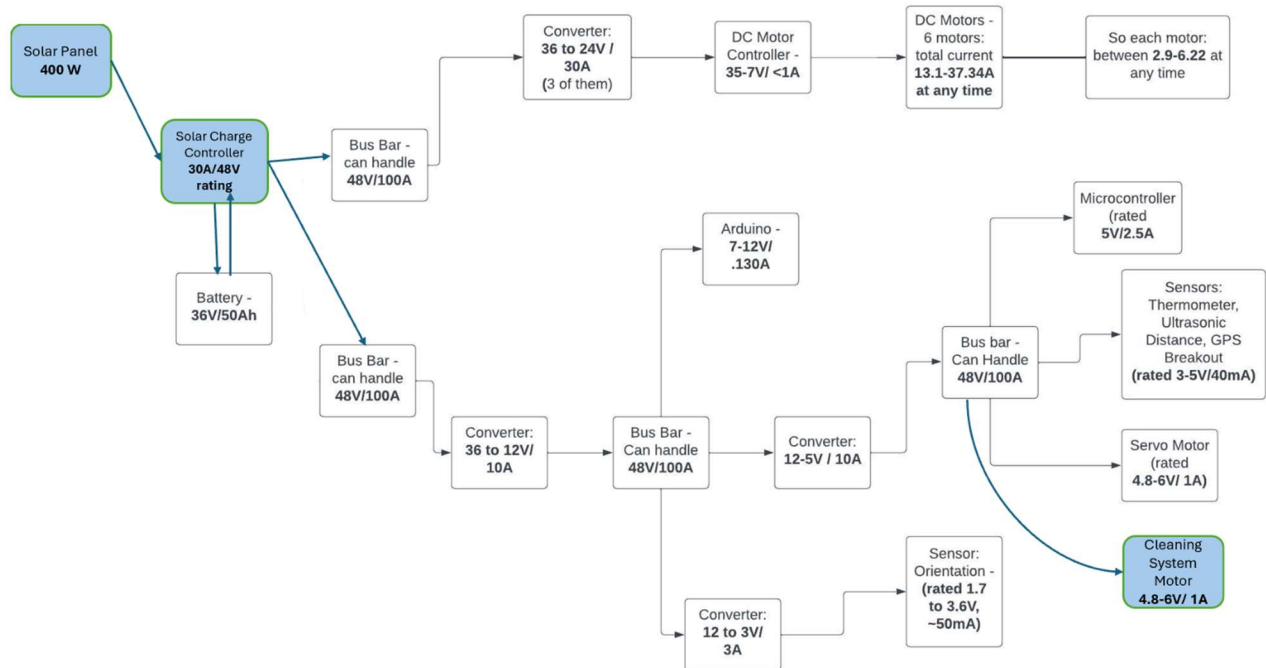 Solar Panel
400 W
Solar Charge
Controller
30A/48V
rating
Battery -
36V/50Ah
Bus Bar -
can handle
48V/100A
Converter:
36 to 24V /
30A
(3 of them)
DC Motor
Controller -
35-7V/ <1A
DC Motors -
6 motors:
total current
13.1-37.34A
at any time
So each motor:
between 2.9-6.22 at
any time
Bus Bar -
can handle
48V/100A
Converter:
36 to 12V/
10A
Bus Bar -
Can handle
48V/100A
Arduino -
7-12V/
.130A
Converter:
12-5V / 10A
Converter:
12 to 3V/
3A
Sensor:
Orientation -
(rated 1.7
to 3.6V,
~50mA)
Bus bar -
Can Handle
48V/100A
Microcontroller
(rated
5V/2.5A
Sensors:
Thermometer,
Ultrasonic
Distance, GPS
Breakout
(rated 3-5V/40mA)
Servo Motor
(rated
4.8-6V/ 1A)
Cleaning
System
Motor
4.8-6V/ 1A